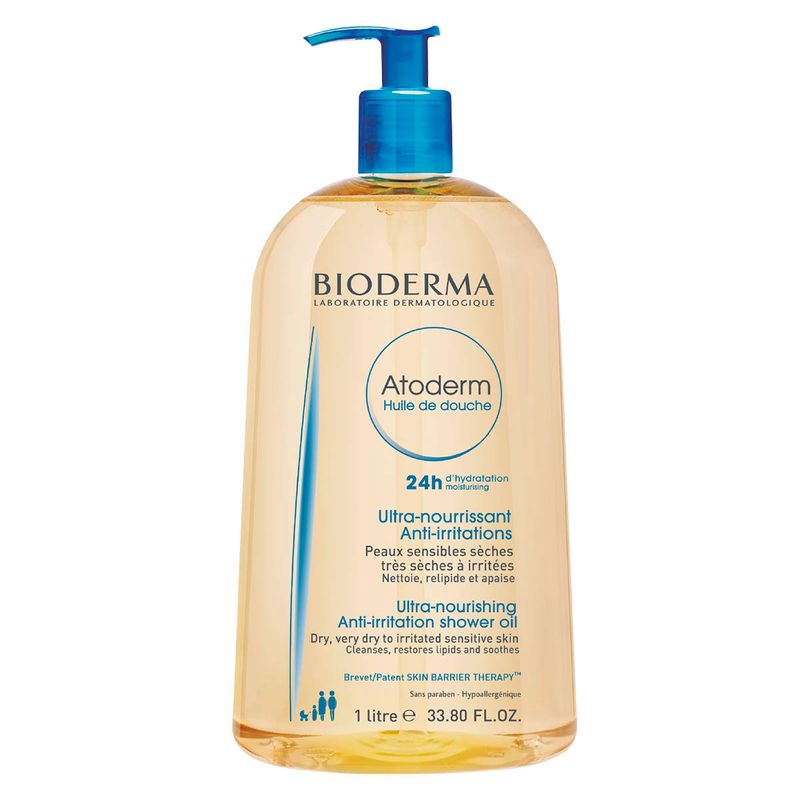 BIODERMA
LABORATOIRE DERMATOLOGIQUE
Atoderm
Huile de douche
24h d'hydratation
moisturising
Ultra-nourrissant
Anti-irritations
Peaux sensibles sèches
très sèches à irritées
Nettoie, relipide et apaise
Ultra-nourishing
Anti-irritation shower oil
Dry, very dry to irritated sensitive skin
Cleanses, restores lipids and soothes
Brevet/Patent SKIN BARRIER THERAPY™
Sans paraben - Hypoallergénique
1 litre ℮ 33.80 FL.OZ.